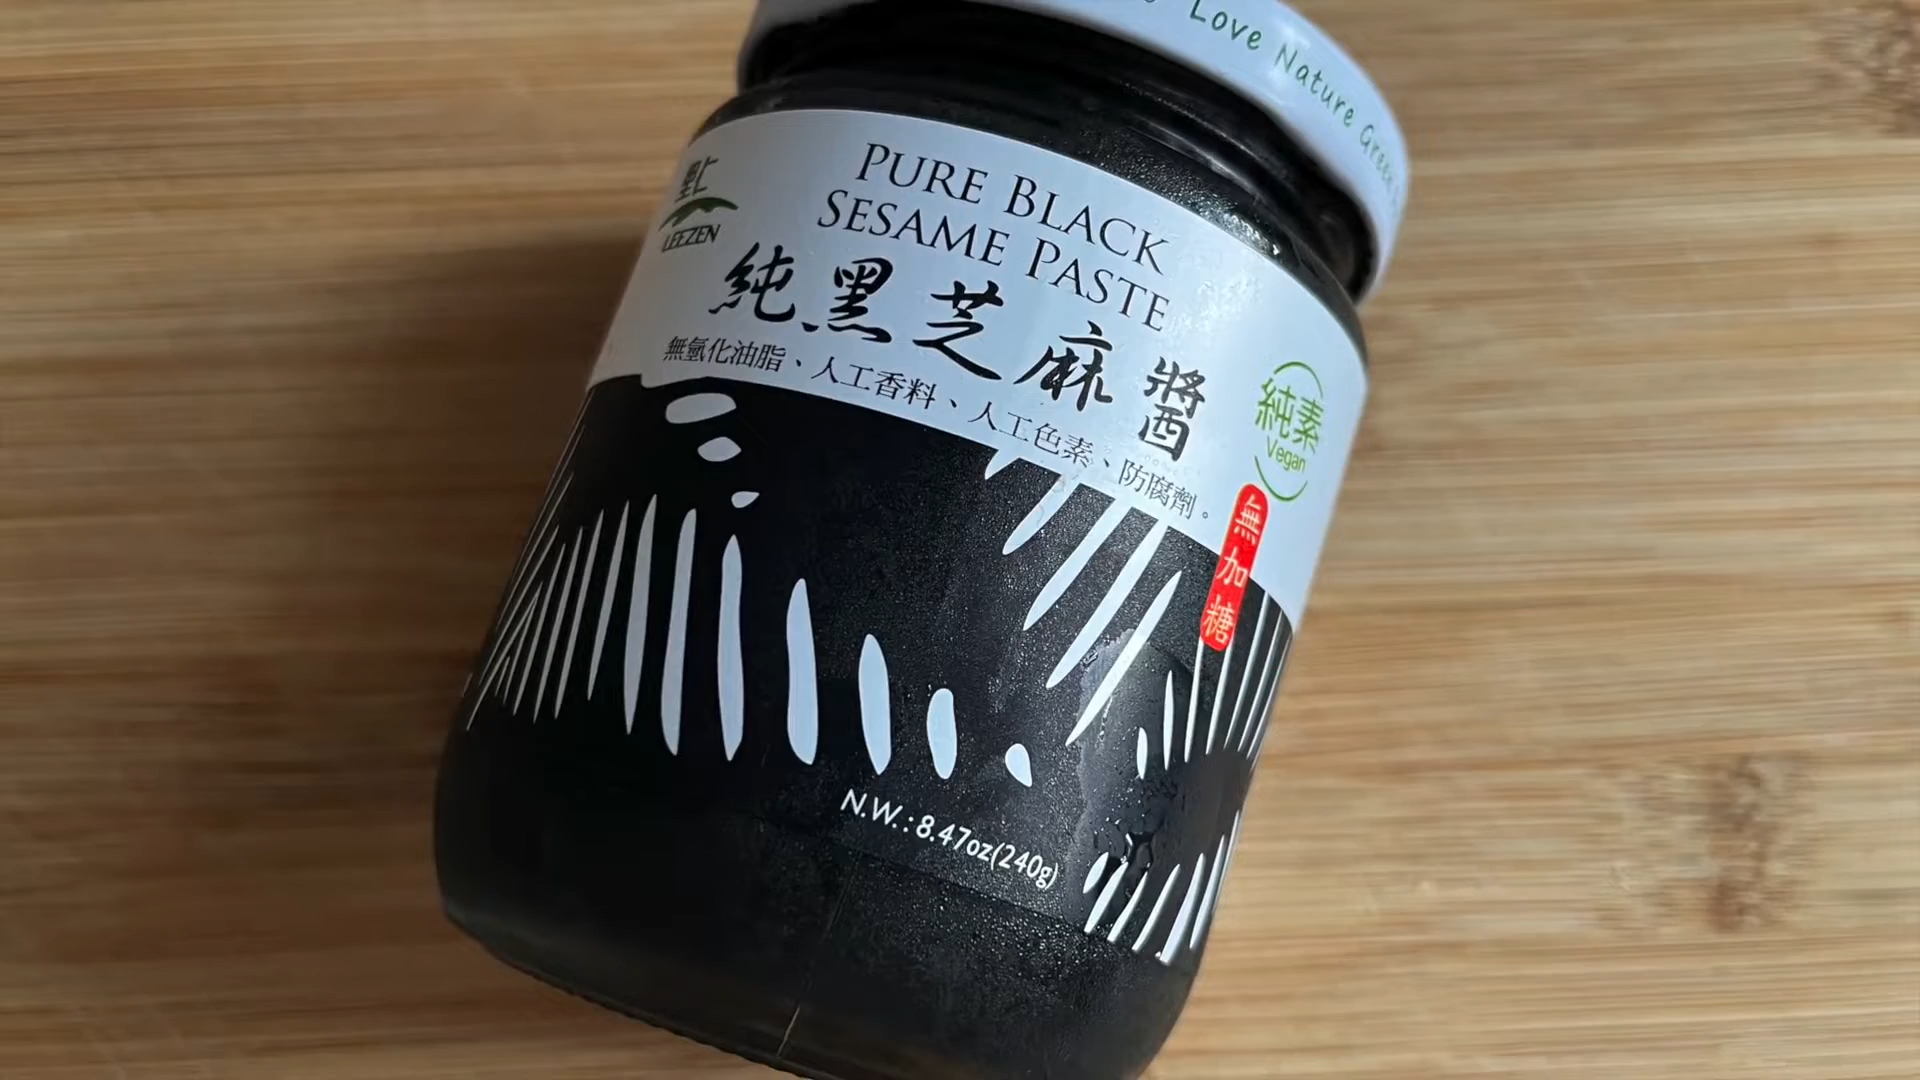 Love Nature Green
里仁
LEEZEN
PURE BLACK
SESAME PASTE
純黑芝麻醬
無氫化油脂、人工香料、人工色素、防腐劑。
純素
Vegan
無加糖
N.W.:8.47oz(240g)